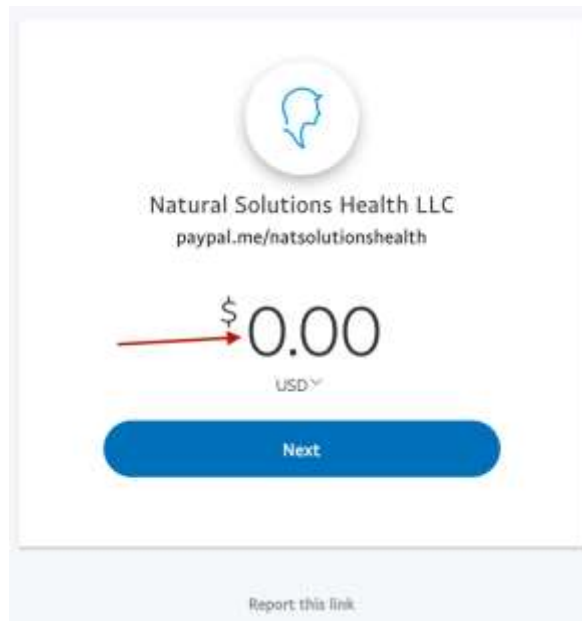 Natural Solutions Health LLC
paypal.me/natsolutionshealth
$0.00
USD
Next
Report this link